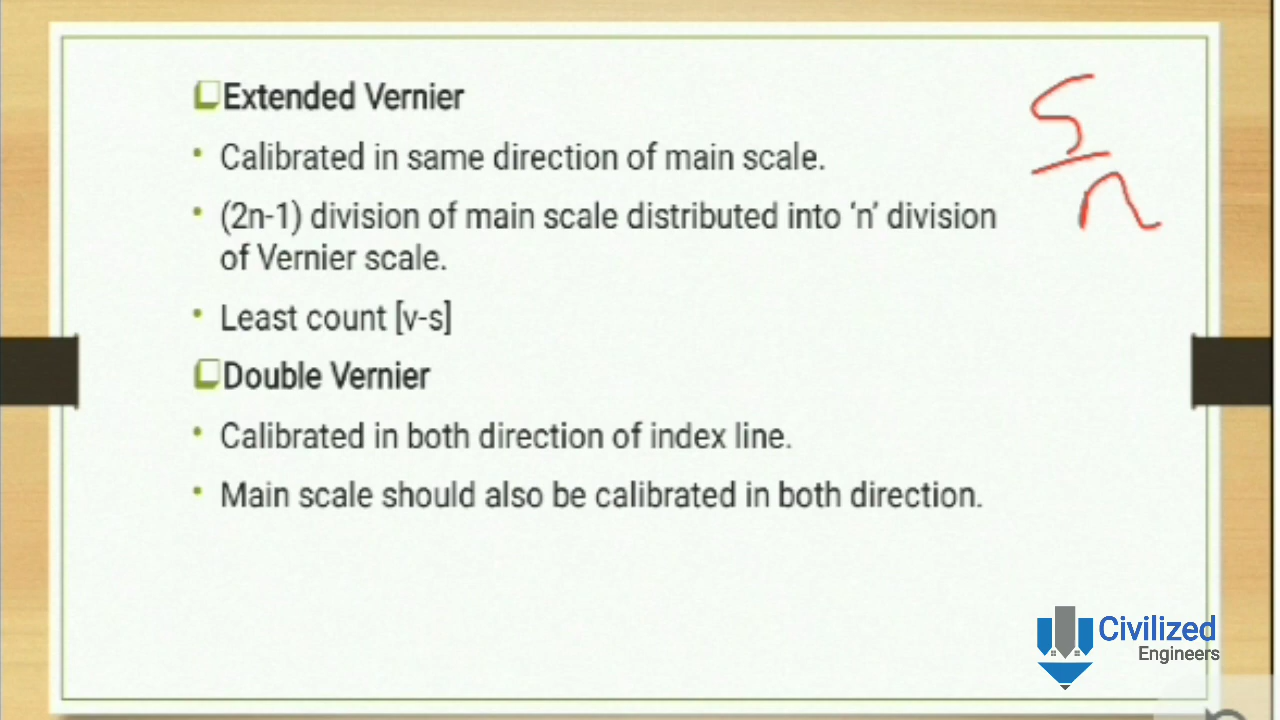 Extended Vernier
• Calibrated in same direction of main scale.
• (2n-1) division of main scale distributed into ‘n’ division
of Vernier scale.
• Least count [v-s]
Double Vernier
• Calibrated in both direction of index line.
• Main scale should also be calibrated in both direction.
S
n
Civilized
Engineers